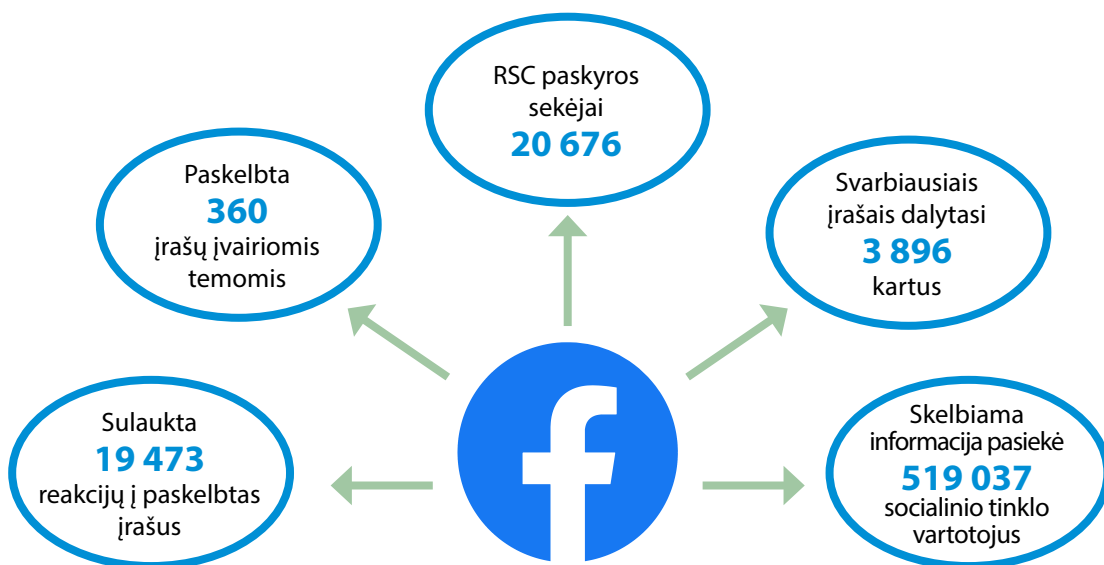 RSC paskyros
sekėjai
20 676
Paskelbta
360
įrašų įvairiomis
temomis
Svarbiausiais
įrašais dalytasi
3 896
kartus
Sulaukta
19 473
reakcijų į paskelbtas
įrašus
Skelbiama
informacija pasiekė
519 037
socialinio tinklo
vartotojus